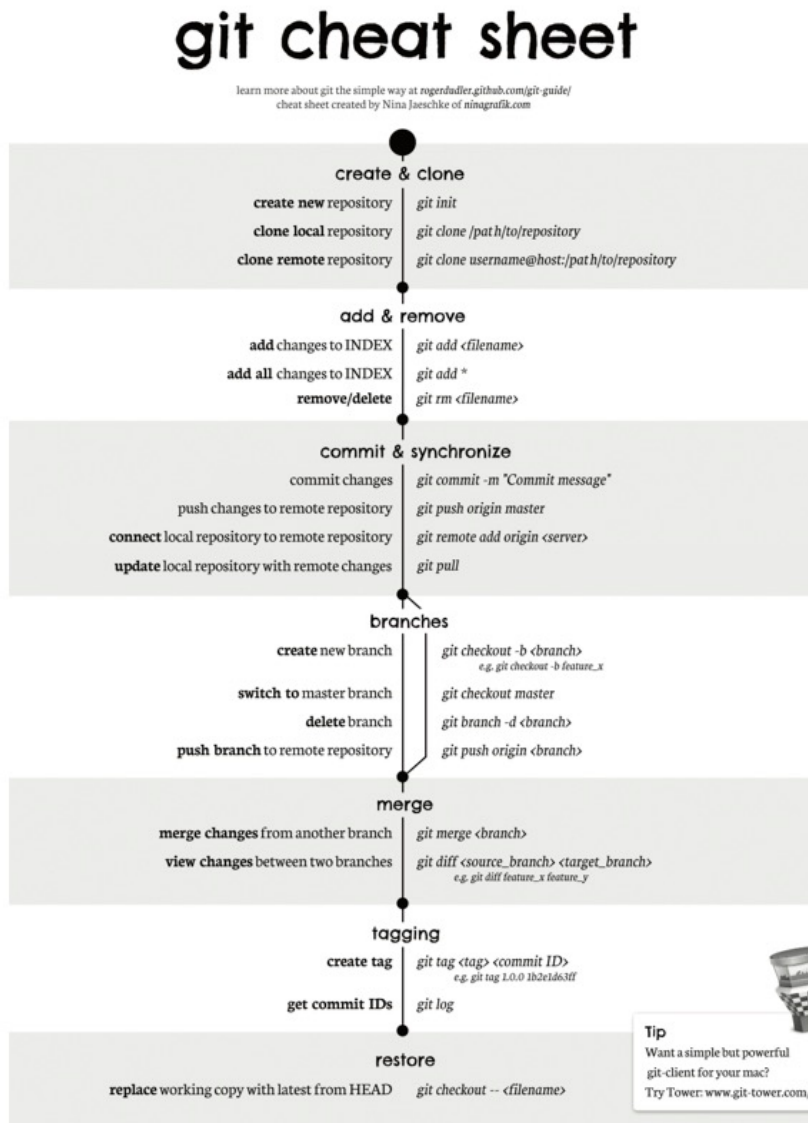 git cheat sheet
learn more about git the simple way at rogerdudler.github.com/git-guide/
cheat sheet created by Nina Jaeschke of ninagrafik.com
create & clone
create new repository git init
clone local repository git clone /path/to/repository
clone remote repository git clone username@host:/path/to/repository
add & remove
add changes to INDEX git add <filename>
add all changes to INDEX git add *
remove/delete git rm <filename>
commit & synchronize
commit changes git commit -m "Commit message"
push changes to remote repository git push origin master
connect local repository to remote repository git remote add origin <server>
update local repository with remote changes git pull
branches
create new branch git checkout -b <branch>
e.g. git checkout -b feature_x
switch to master branch git checkout master
delete branch git branch -d <branch>
push branch to remote repository git push origin <branch>
merge
merge changes from another branch git merge <branch>
view changes between two branches git diff <source_branch> <target_branch>
e.g. git diff feature_x feature_y
tagging
create tag git tag <tag> <commit ID>
e.g. git tag 1.0.0 1b2e1d63ff
get commit IDs git log
restore
replace working copy with latest from HEAD git checkout -- <filename>
Tip
Want a simple but powerful
git-client for your mac?
Try Tower: www.git-tower.com/